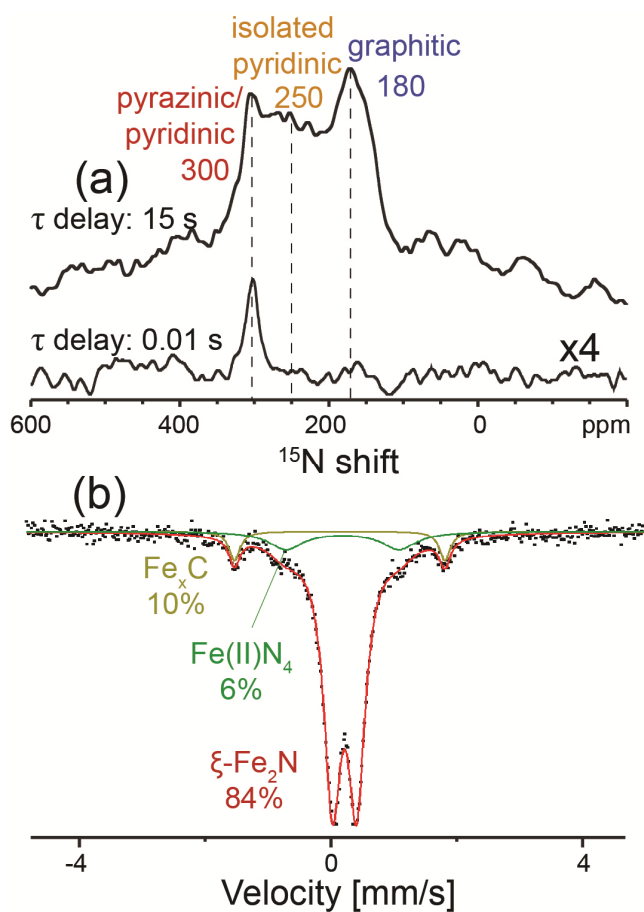 isolated
pyridinic
250
graphitic
180
pyrazinic/
pyridinic
300
(a)
τ delay: 15 s
τ delay: 0.01 s
x4
600 400 200 0 ppm
¹⁵N shift
(b)
FeₓC
10%
Fe(II)N₄
6%
ξ-Fe₂N
84%
-4 0 4
Velocity [mm/s]